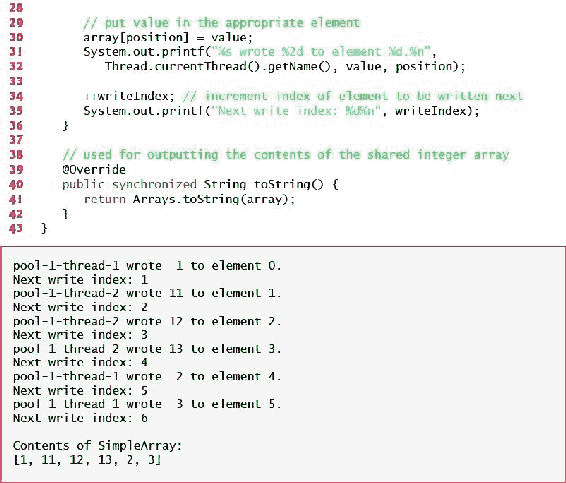 28
29 // put value in the appropriate element
30 array[position] = value;
31 System.out.printf("%s wrote %2d to element %d.%n",
32 Thread.currentThread().getName(), value, position);
33
34 ++writeIndex; // increment index of element to be written next
35 System.out.printf("Next write index: %d%n", writeIndex);
36 }
37
38 // used for outputting the contents of the shared integer array
39 @Override
40 public synchronized String toString() {
41 return Arrays.toString(array);
42 }
43 }
pool-1-thread-1 wrote  1 to element 0.
Next write index: 1
pool-1-thread-2 wrote 11 to element 1.
Next write index: 2
pool-1-thread-2 wrote 12 to element 2.
Next write index: 3
pool-1-thread-2 wrote 13 to element 3.
Next write index: 4
pool-1-thread-1 wrote  2 to element 4.
Next write index: 5
pool-1-thread-1 wrote  3 to element 5.
Next write index: 6
Contents of SimpleArray:
[1, 11, 12, 13, 2, 3]